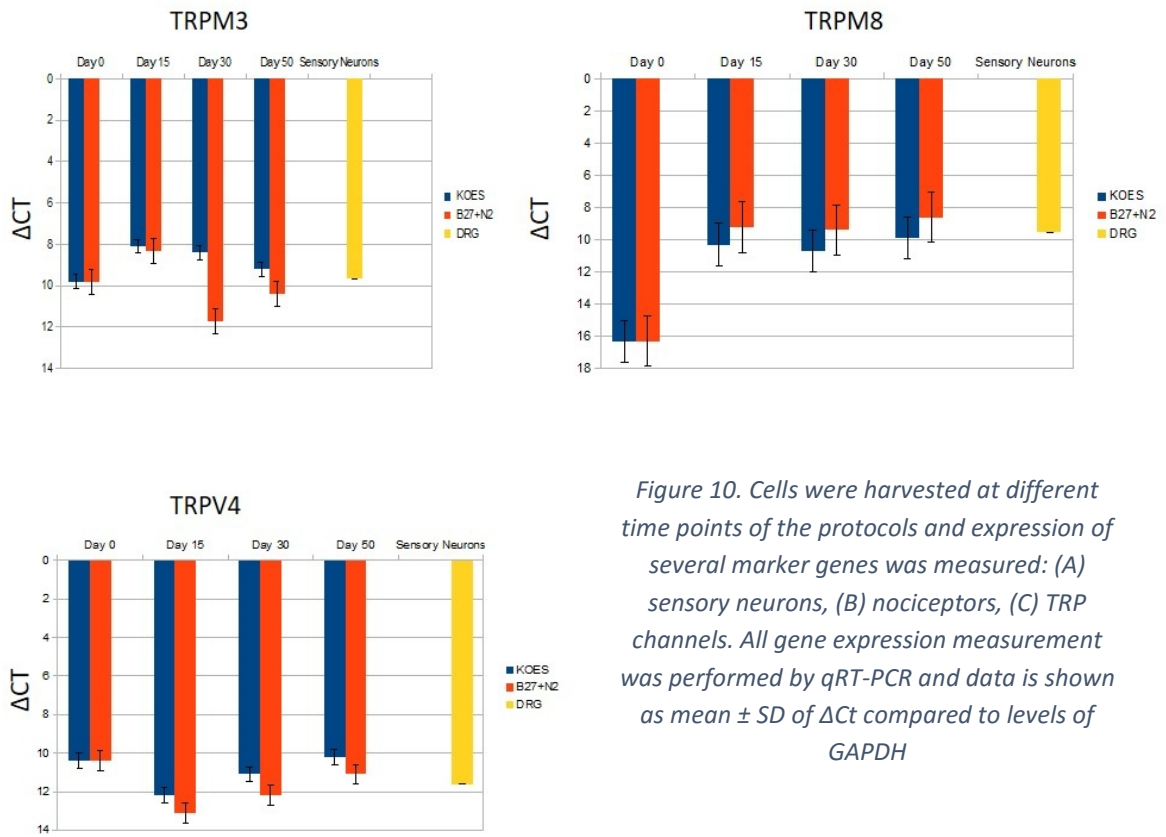 TRPM3
Day 0 Day 15 Day 30 Day 50 Sensory Neurons
0
2
4
6
8
10
12
14
ΔCT
KOES
B27+N2
DRG
TRPM8
Day 0 Day 15 Day 30 Day 50 Sensory Neurons
0
2
4
6
8
10
12
14
16
18
ΔCT
KOES
B27+N2
DRG
TRPV4
Day 0 Day 15 Day 30 Day 50 Sensory Neurons
0
2
4
6
8
10
12
14
ΔCT
KOES
B27+N2
DRG
Figure 10. Cells were harvested at different
time points of the protocols and expression of
several marker genes was measured: (A)
sensory neurons, (B) nociceptors, (C) TRP
channels. All gene expression measurement
was performed by qRT-PCR and data is shown
as mean ± SD of ΔCt compared to levels of
GAPDH